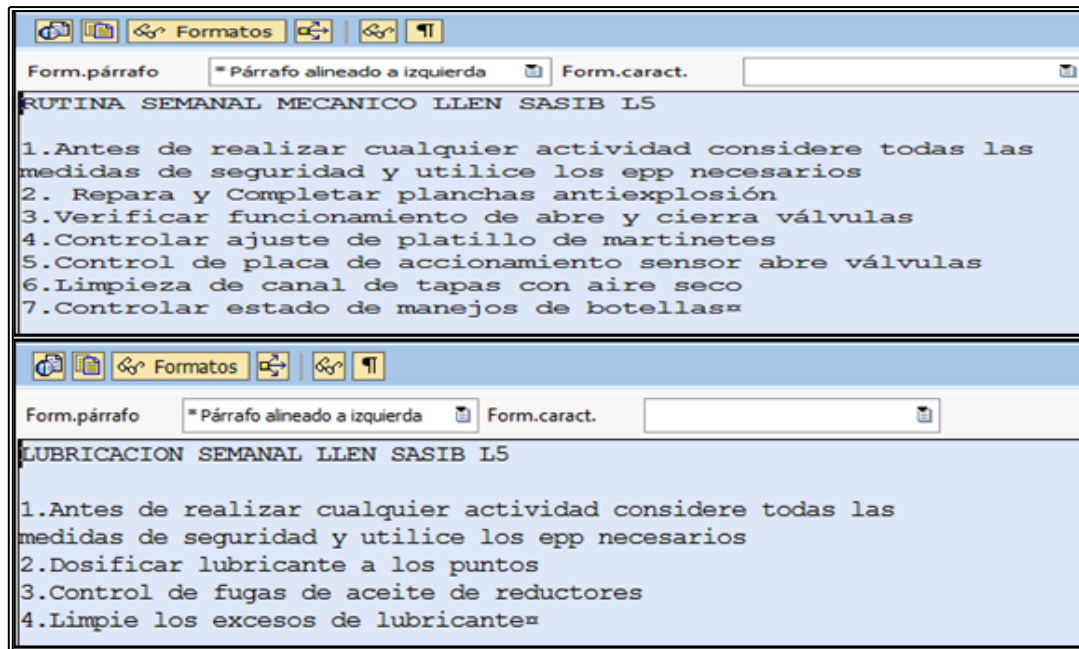 Formatos
Form.párrafo * Párrafo alineado a izquierda Form.caract.
RUTINA SEMANAL MECANICO LLEN SASIB L5
1.Antes de realizar cualquier actividad considere todas las
medidas de seguridad y utilice los epp necesarios
2. Repara y Completar planchas antiexplosión
3.Verificar funcionamiento de abre y cierra válvulas
4.Controlar ajuste de platillo de martinetes
5.Control de placa de accionamiento sensor abre válvulas
6.Limpieza de canal de tapas con aire seco
7.Controlar estado de manejos de botellas¤
Formatos
Form.párrafo * Párrafo alineado a izquierda Form.caract.
LUBRICACION SEMANAL LLEN SASIB L5
1.Antes de realizar cualquier actividad considere todas las
medidas de seguridad y utilice los epp necesarios
2.Dosificar lubricante a los puntos
3.Control de fugas de aceite de reductores
4.Limpie los excesos de lubricante¤